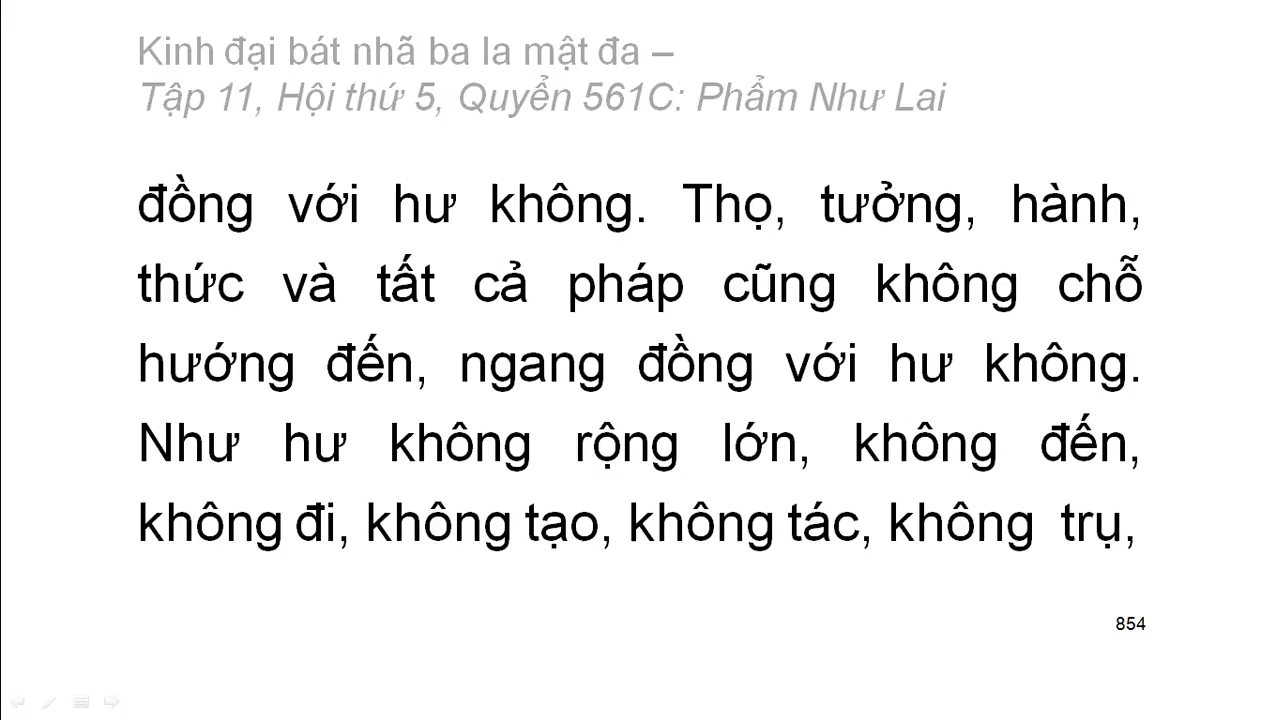 Kinh đại bát nhã ba la mật đa –
Tập 11, Hội thứ 5, Quyển 561C: Phẩm Như Lai
đồng với hư không. Thọ, tưởng, hành,
thức và tất cả pháp cũng không chỗ
hướng đến, ngang đồng với hư không.
Như hư không rộng lớn, không đến,
không đi, không tạo, không tác, không trụ,
854